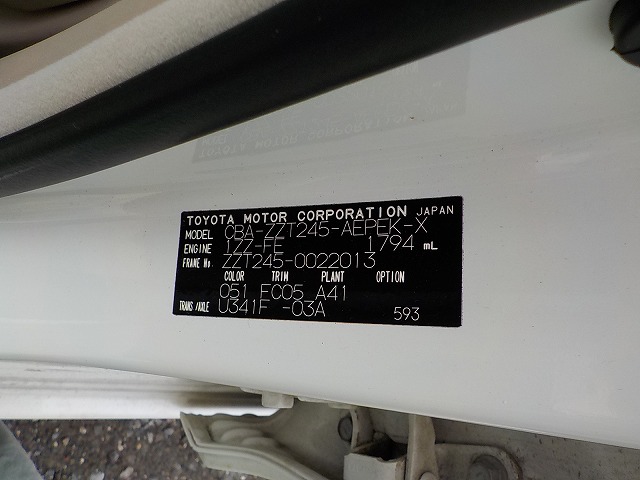 TOYOTA MOTOR CORPORATION JAPAN
MODEL CBA-ZZT245-AEPEK-X
ENGINE 1ZZ-FE 1794 mL
FRAME No. ZZT245-0022013
COLOR TRIM PLANT OPTION
051 FC05 A41
TRANS/AXLE U341F -03A 593